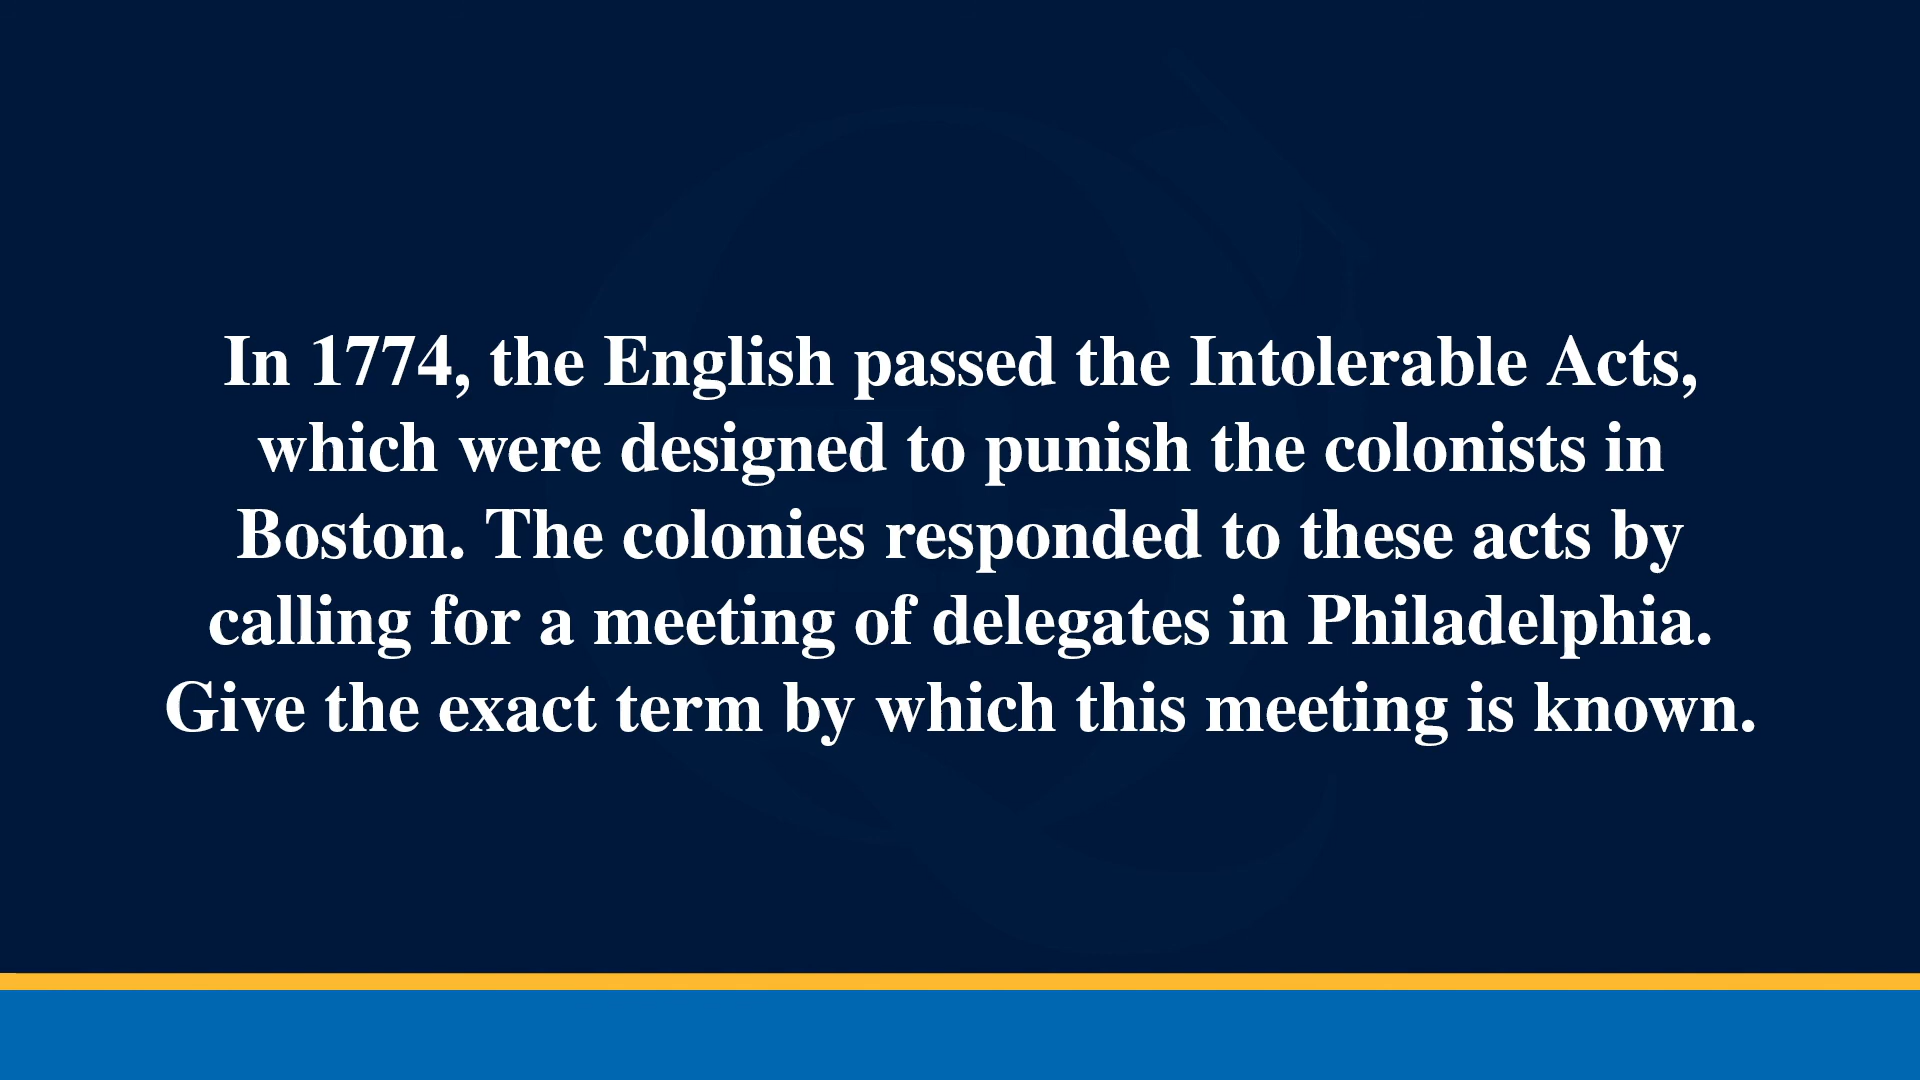 In 1774, the English passed the Intolerable Acts,
which were designed to punish the colonists in
Boston. The colonies responded to these acts by
calling for a meeting of delegates in Philadelphia.
Give the exact term by which this meeting is known.